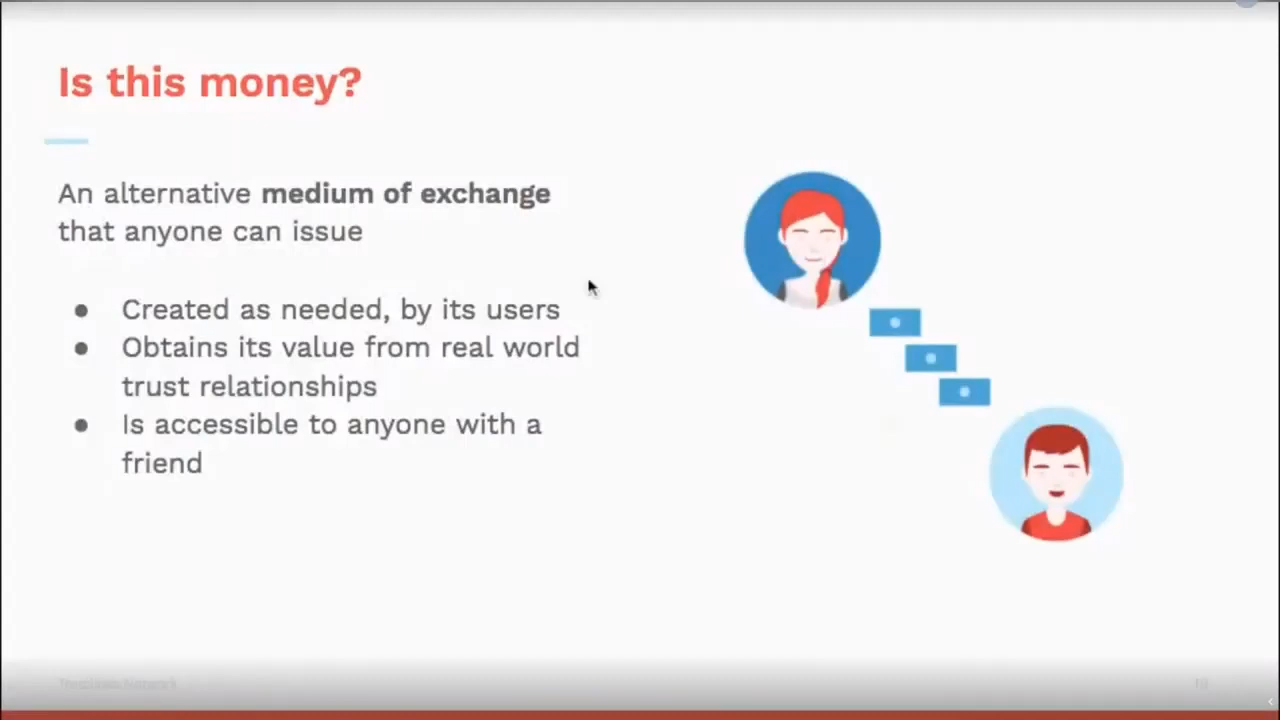 Is this money?
An alternative medium of exchange
that anyone can issue
● Created as needed, by its users
● Obtains its value from real world
trust relationships
● Is accessible to anyone with a
friend